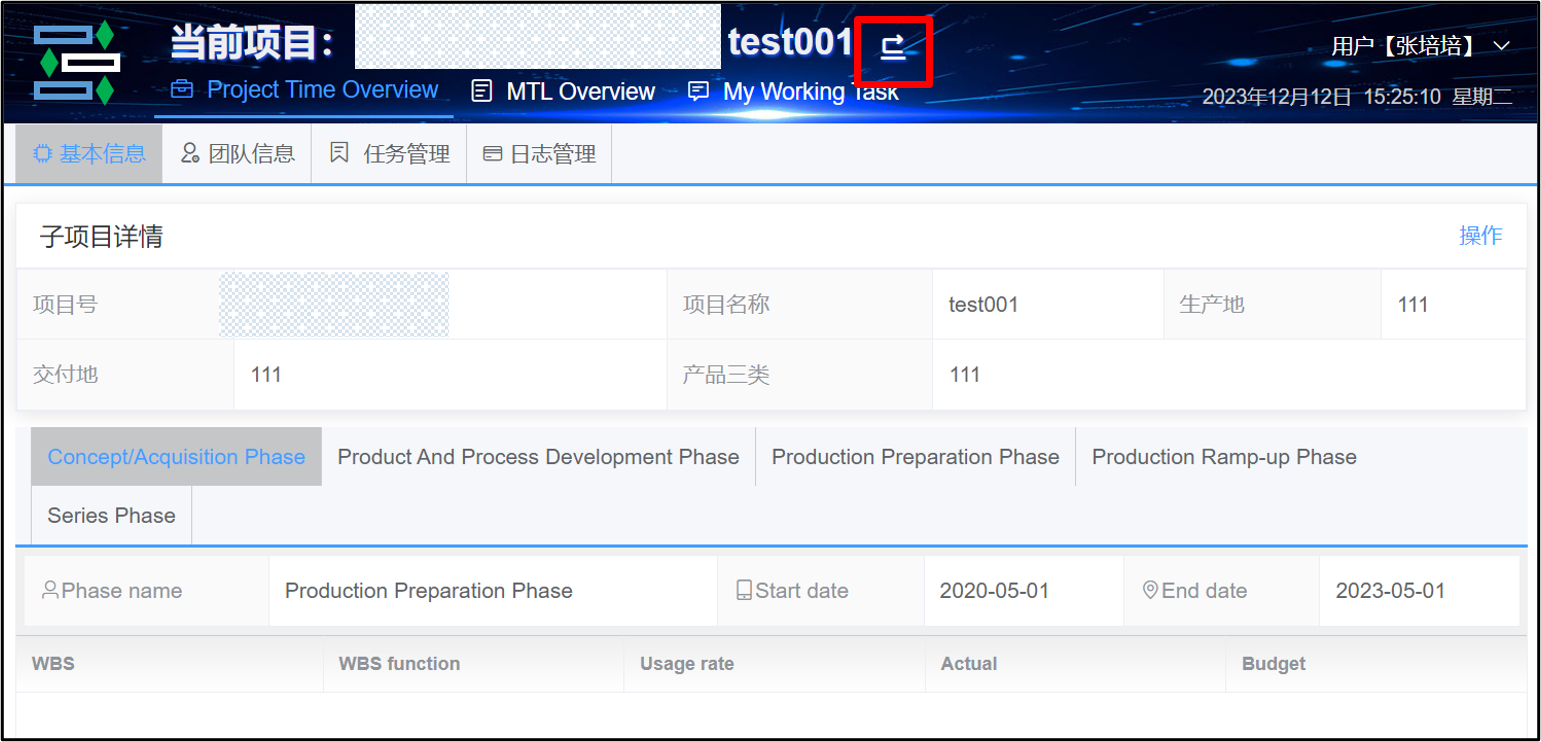 当前项目： test001
用户【张培培】
Project Time Overview MTL Overview My Working Task
2023年12月12日 15:25:10 星期二
基本信息 团队信息 任务管理 日志管理
子项目详情 操作
项目号 项目名称 test001 生产地 111
交付地 111 产品三类 111
Concept/Acquisition Phase Product And Process Development Phase Production Preparation Phase Production Ramp-up Phase
Series Phase
Phase name Production Preparation Phase Start date 2020-05-01 End date 2023-05-01
WBS WBS function Usage rate Actual Budget